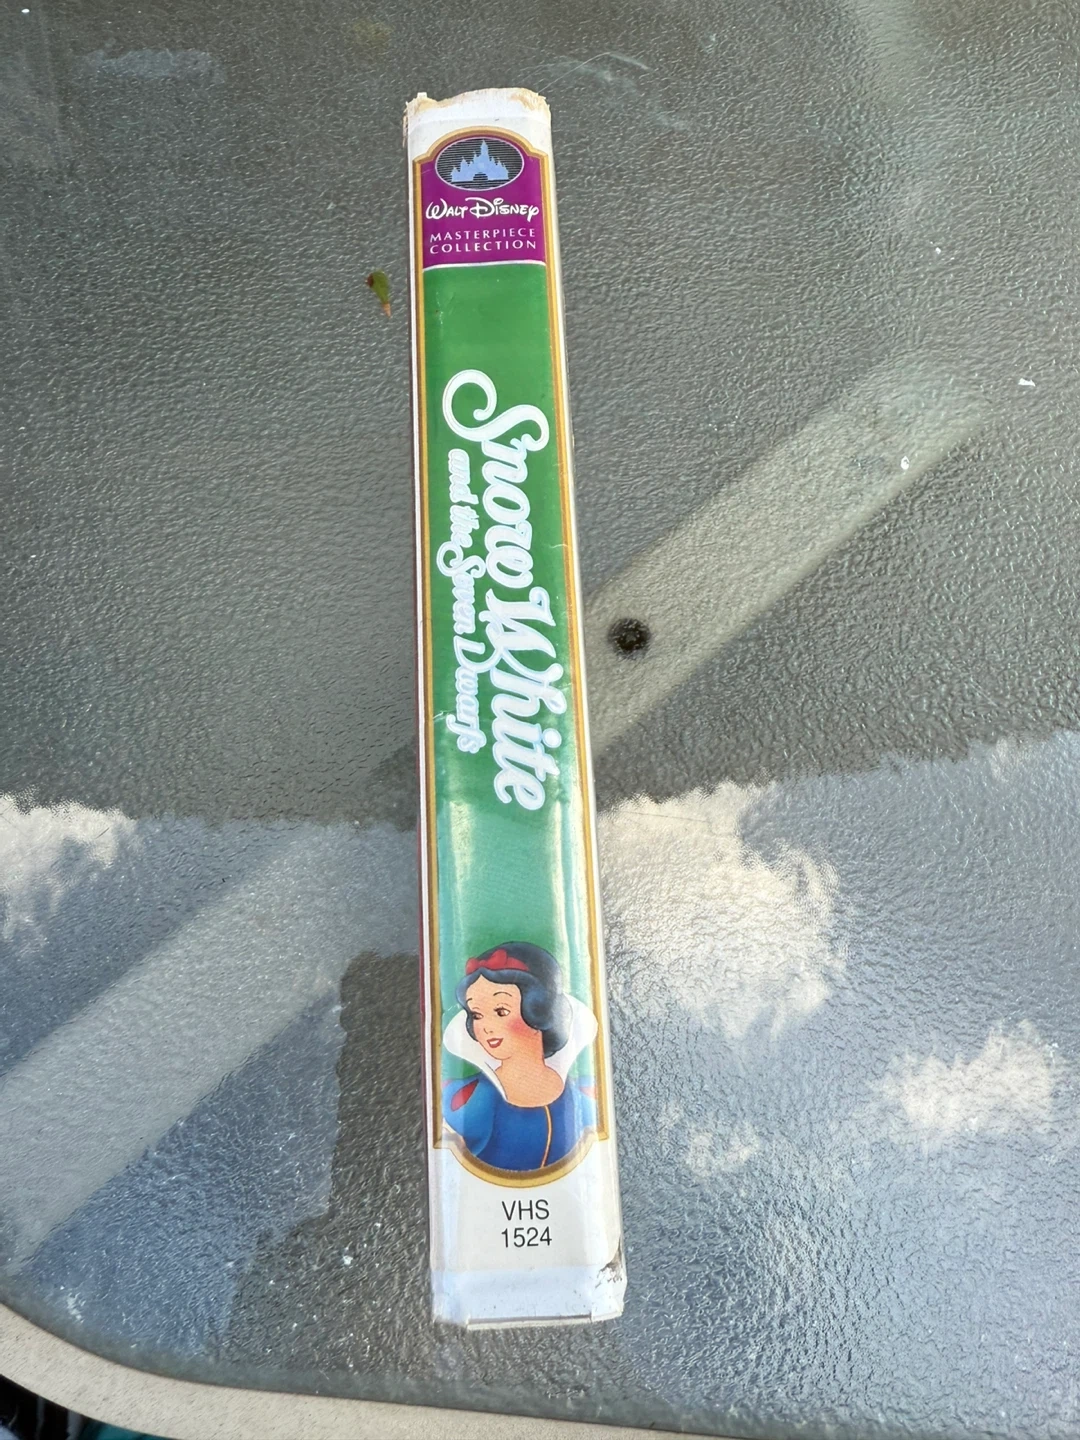 WALT DISNEY
MASTERPIECE
COLLECTION
Snow White
and the Seven Dwarfs
VHS
1524